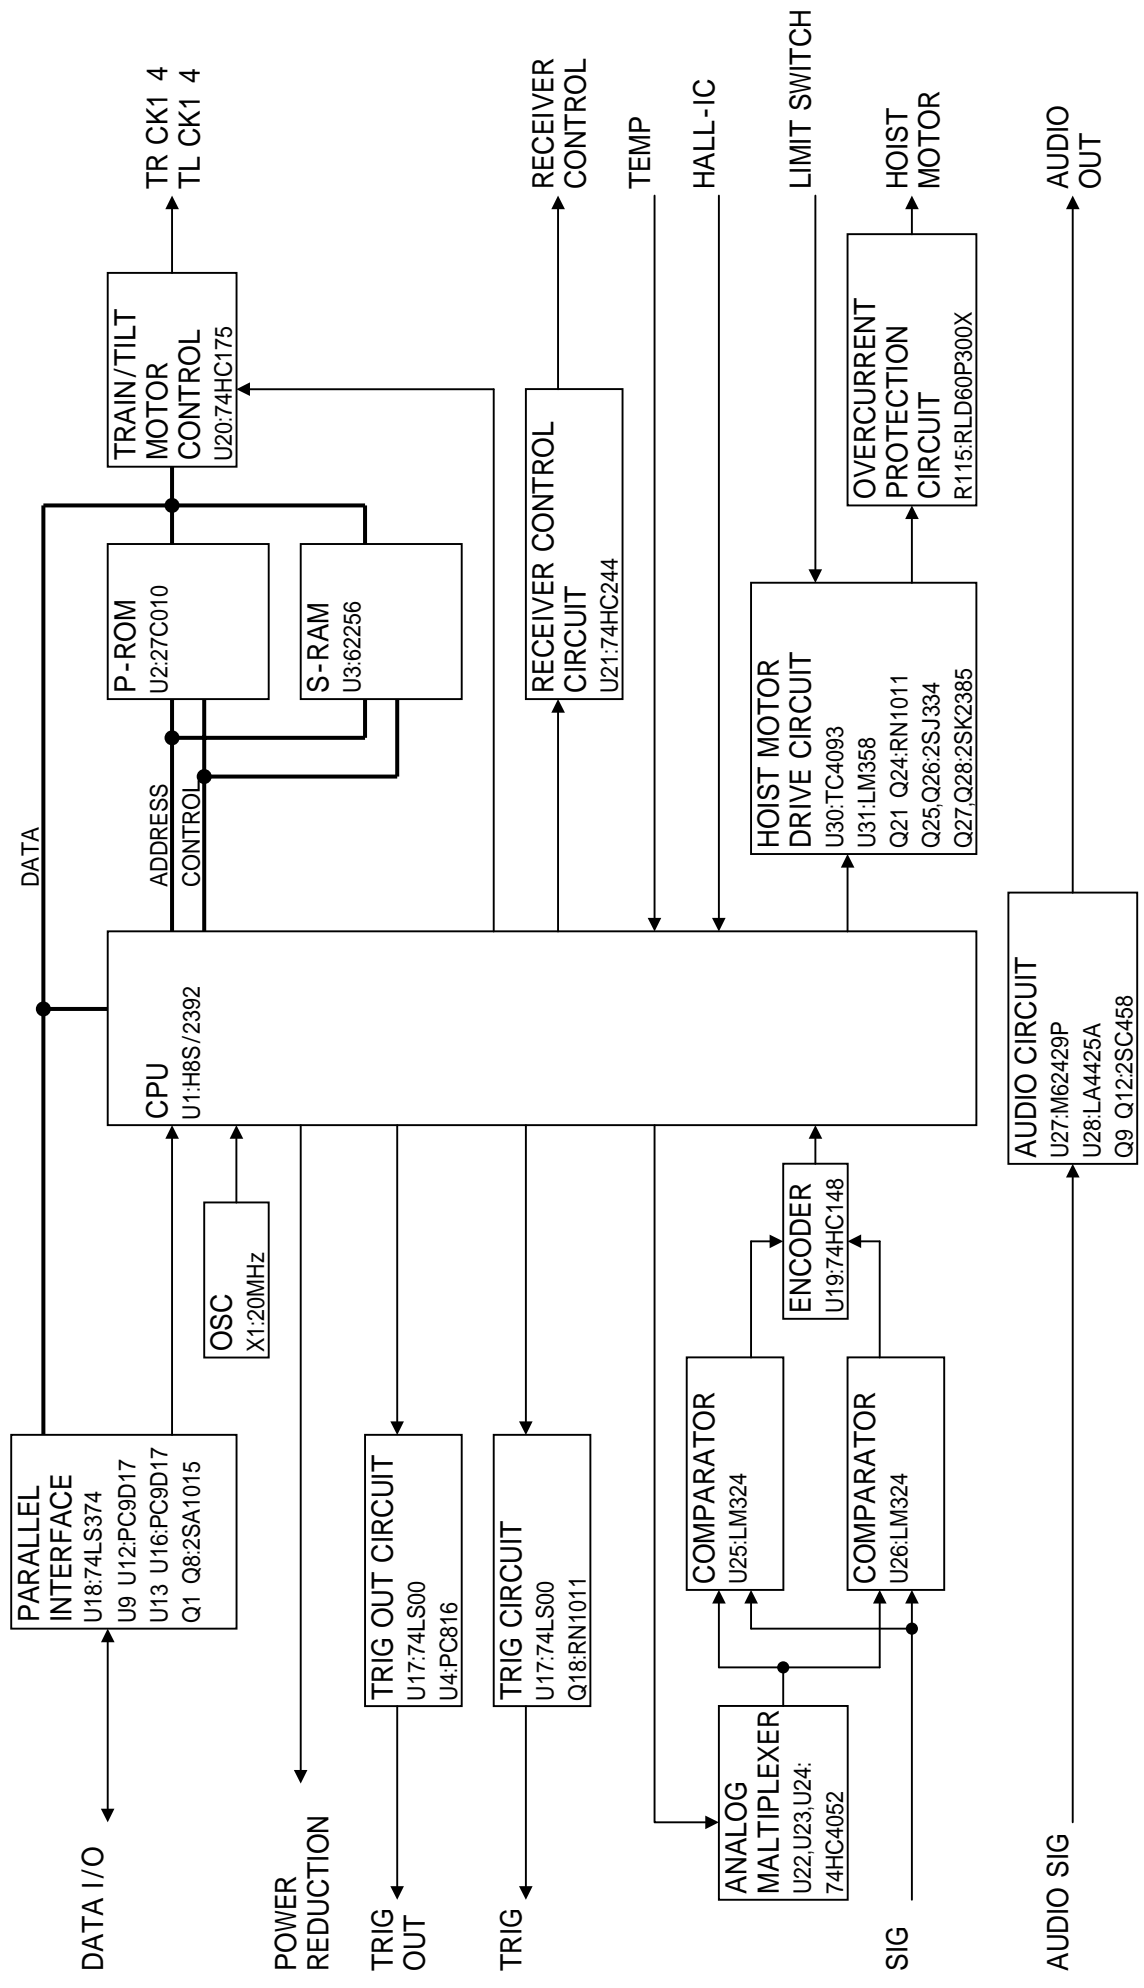 DATA I/O
POWER
REDUCTION
TRIG
OUT
TRIG
SIG
AUDIO SIG
PARALLEL
INTERFACE
U18:74LS374
U9 U12:PC9D17
U13 U16:PC9D17
Q1 Q8:2SA1015
TRIG OUT CIRCUIT
U17:74LS00
U4:PC816
TRIG CIRCUIT
U17:74LS00
Q18:RN1011
ANALOG
MALTIPLEXER
U22,U23,U24:
74HC4052
COMPARATOR
U25:LM324
COMPARATOR
U26:LM324
OSC
X1:20MHz
ENCODER
U19:74HC148
CPU
U1:H8S/2392
AUDIO CIRCUIT
U27:M62429P
U28:LA4425A
Q9 Q12:2SC458
DATA
ADDRESS
CONTROL
P-ROM
U2:27C010
S-RAM
U3:62256
RECEIVER CONTROL
CIRCUIT
U21:74HC244
HOIST MOTOR
DRIVE CIRCUIT
U30:TC4093
U31:LM358
Q21 Q24:RN1011
Q25,Q26:2SJ334
Q27,Q28:2SK2385
TRAIN/TILT
MOTOR
CONTROL
U20:74HC175
OVERCURRENT
PROTECTION
CIRCUIT
R115:RLD60P300X
TR CK1 4
TL CK1 4
RECEIVER
CONTROL
TEMP
HALL-IC
LIMIT SWITCH
HOIST
MOTOR
AUDIO
OUT